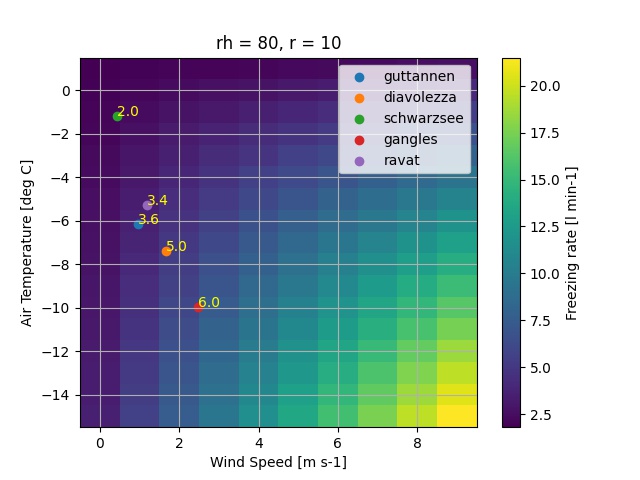 rh = 80, r = 10
guttannen
diavolezza
schwarzsee
gangles
ravat
2.0
3.4
3.6
5.0
6.0
0
−2
−4
−6
−8
−10
−12
−14
Air Temperature [deg C]
0 2 4 6 8
Wind Speed [m s-1]
20.0
17.5
15.0
12.5
10.0
7.5
5.0
2.5
Freezing rate [l min-1]